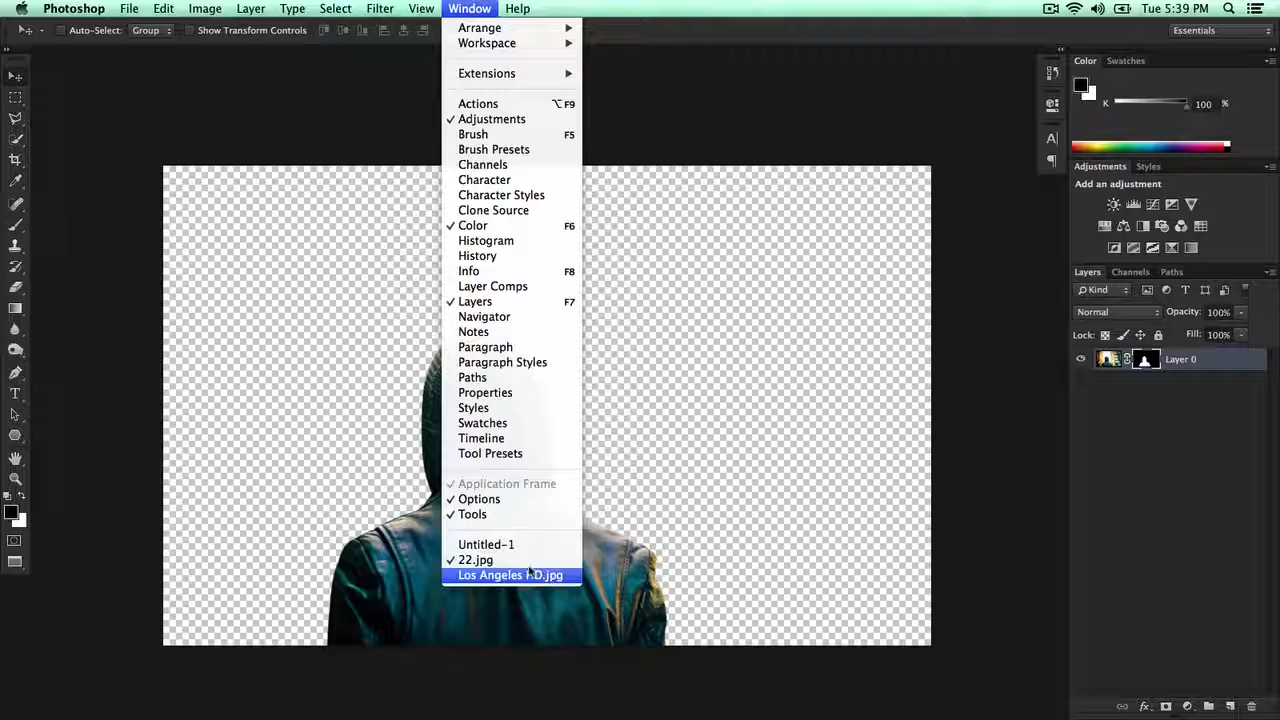 Photoshop File Edit Image Layer Type Select Filter View Window Help Tue 5:39 PM
Auto-Select: Group Show Transform Controls Essentials
Arrange
Workspace
Extensions
Actions ⌥F9
Adjustments
Brush F5
Brush Presets
Channels
Character
Character Styles
Clone Source
Color F6
Histogram
History
Info F8
Layer Comps
Layers F7
Navigator
Notes
Paragraph
Paragraph Styles
Paths
Properties
Styles
Swatches
Timeline
Tool Presets
Application Frame
Options
Tools
Untitled-1
22.jpg
Los Angeles HD.jpg
Color Swatches
K 100 %
Adjustments Styles
Add an adjustment
Layers Channels Paths
Kind
Normal Opacity: 100%
Lock: Fill: 100%
Layer 0